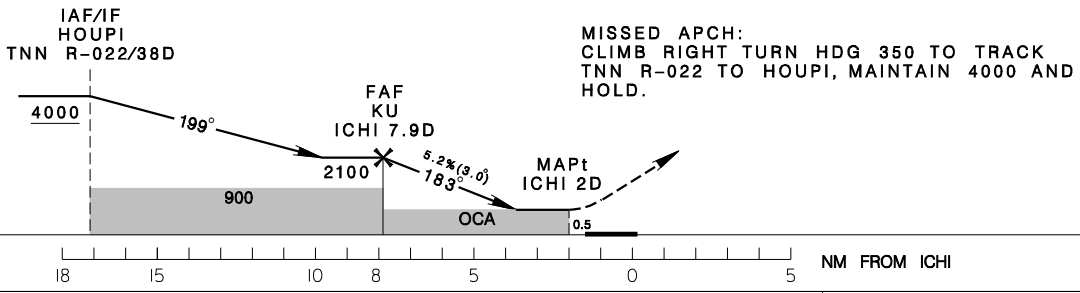 IAF/IF
HOUPI
TNN R-022/38D
MISSED APCH:
CLIMB RIGHT TURN HDG 350 TO TRACK
TNN R-022 TO HOUPI, MAINTAIN 4000 AND
HOLD.
FAF
KU
ICHI 7.9D
4000
199°
5.2%(3.0°)
183°
MAPt
ICHI 2D
2100
900
OCA
0.5
18 15 10 8 5 0 5 NM FROM ICHI